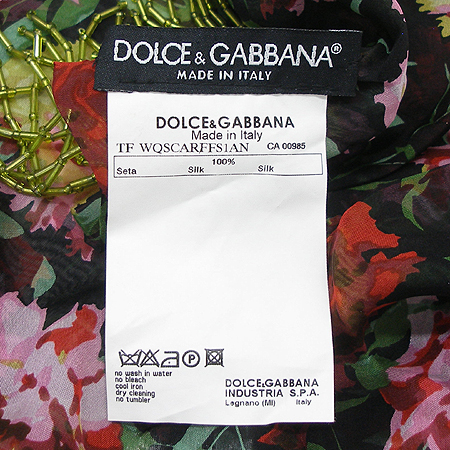 DOLCE & GABBANA®
MADE IN ITALY
DOLCE&GABBANA
Made in Italy
TF WQSCARFFS1AN CA 00985
100%
Seta Silk Silk
no wash in water
no bleach
cool iron
dry cleaning
no tumbler
DOLCE&GABBANA
INDUSTRIA S.P.A.
Legnano (MI) Italy